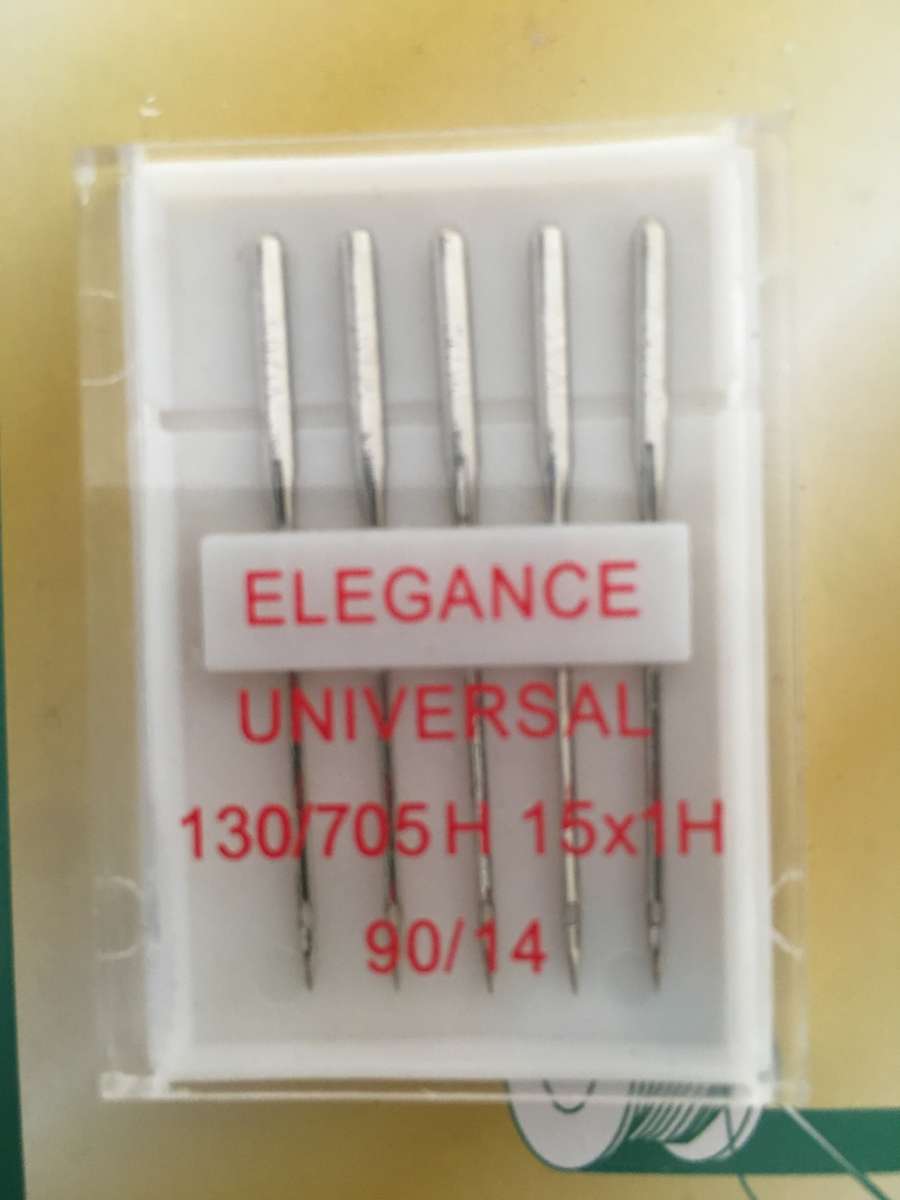 ELEGANCE
UNIVERSAL
130/705 H 15x1H
90/14